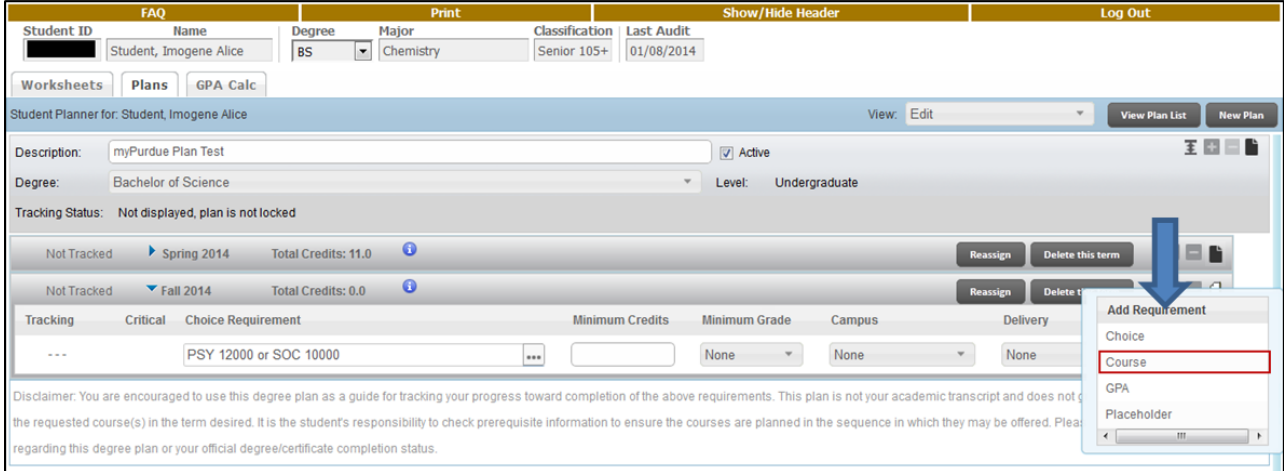 FAQ Print Show/Hide Header Log Out
Student ID Name Degree Major Classification Last Audit
Student, Imogene Alice BS Chemistry Senior 105+ 01/08/2014
Worksheets Plans GPA Calc
Student Planner for: Student, Imogene Alice View: Edit View Plan List New Plan
Description: myPurdue Plan Test Active
Degree: Bachelor of Science Level: Undergraduate
Tracking Status: Not displayed, plan is not locked
Not Tracked Spring 2014 Total Credits: 11.0 Reassign Delete this term
Not Tracked Fall 2014 Total Credits: 0.0 Reassign Delete
Tracking Critical Choice Requirement Minimum Credits Minimum Grade Campus Delivery
--- PSY 12000 or SOC 10000 ... None None None
Add Requirement
Choice
Course
GPA
Placeholder
Disclaimer: You are encouraged to use this degree plan as a guide for tracking your progress toward completion of the above requirements. This plan is not your academic transcript and does not
the requested course(s) in the term desired. It is the student's responsibility to check prerequisite information to ensure the courses are planned in the sequence in which they may be offered.
regarding this degree plan or your official degree/certificate completion status.